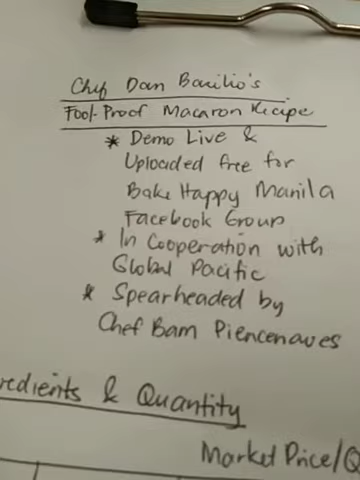 Chef Dan Basilio's
Fool-Proof Macaron Recipe
* Demo Live &
Uploaded free for
Bake Happy Manila
Facebook Group
* In Cooperation with
Global Pacific
* Spearheaded by
Chef Bam Piencenaves
redients & Quantity
Market Price/Q